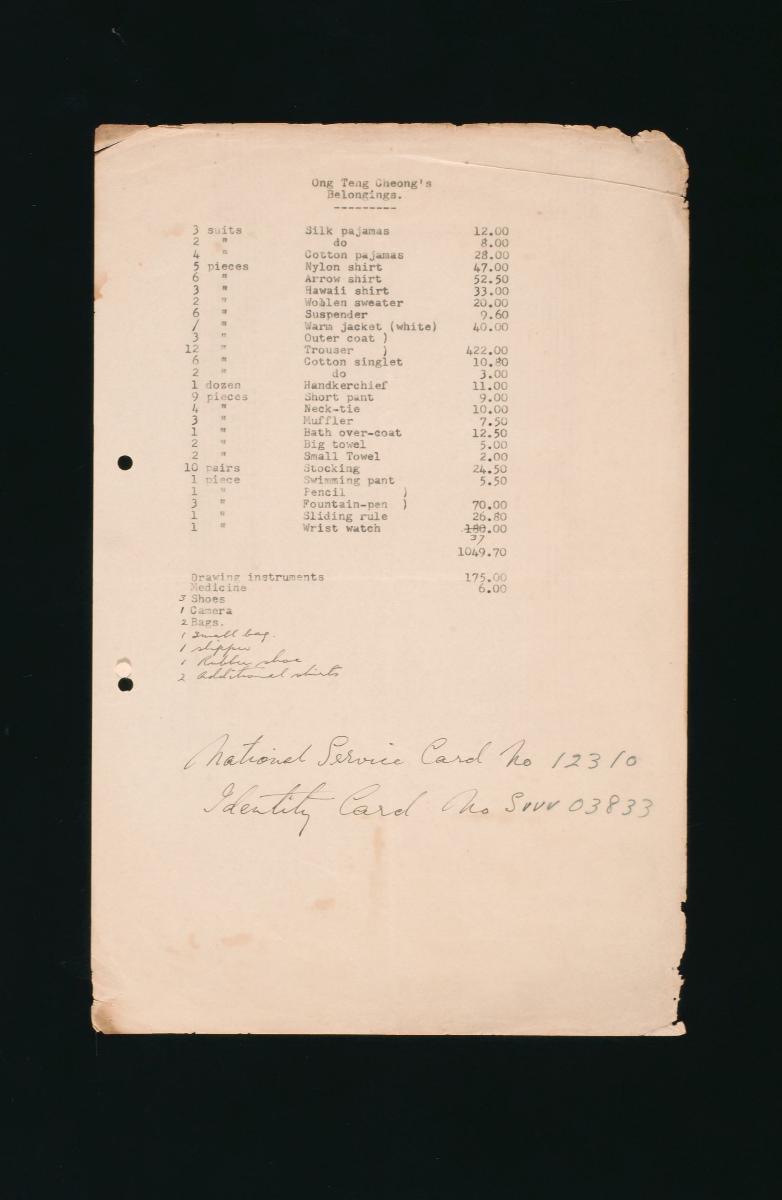 Ong Teng Cheong's
Belongings.
---------
3 suits Silk pajamas 12.00
2 " do 8.00
4 " Cotton pajamas 28.00
5 pieces Nylon shirt 47.00
6 " Arrow shirt 52.50
3 " Hawaii shirt 33.00
2 " Woolen sweater 20.00
6 " Suspender 9.60
1 " Warm jacket (white) 40.00
3 " Outer coat )
12 " Trouser ) 422.00
6 " Cotton singlet 10.80
2 " do 3.00
1 dozen Handkerchief 11.00
9 pieces Short pant 9.00
4 " Neck-tie 10.00
3 " Muffler 7.50
1 " Bath over-coat 12.50
2 " Big towel 5.00
2 " Small Towel 2.00
10 pairs Stocking 24.50
1 piece Swimming pant 5.50
1 " Pencil )
3 " Fountain-pen ) 70.00
1 " Sliding rule 26.80
1 " Wrist watch 180.00
37
1049.70
Drawing instruments 175.00
Medicine 6.00
3 Shoes
1 Camera
2 Bags.
1 Small bag.
1 slipper
1 Rubber shoe
2 additional shirts
National Service Card No 12310
Identity Card No Svvv 03833